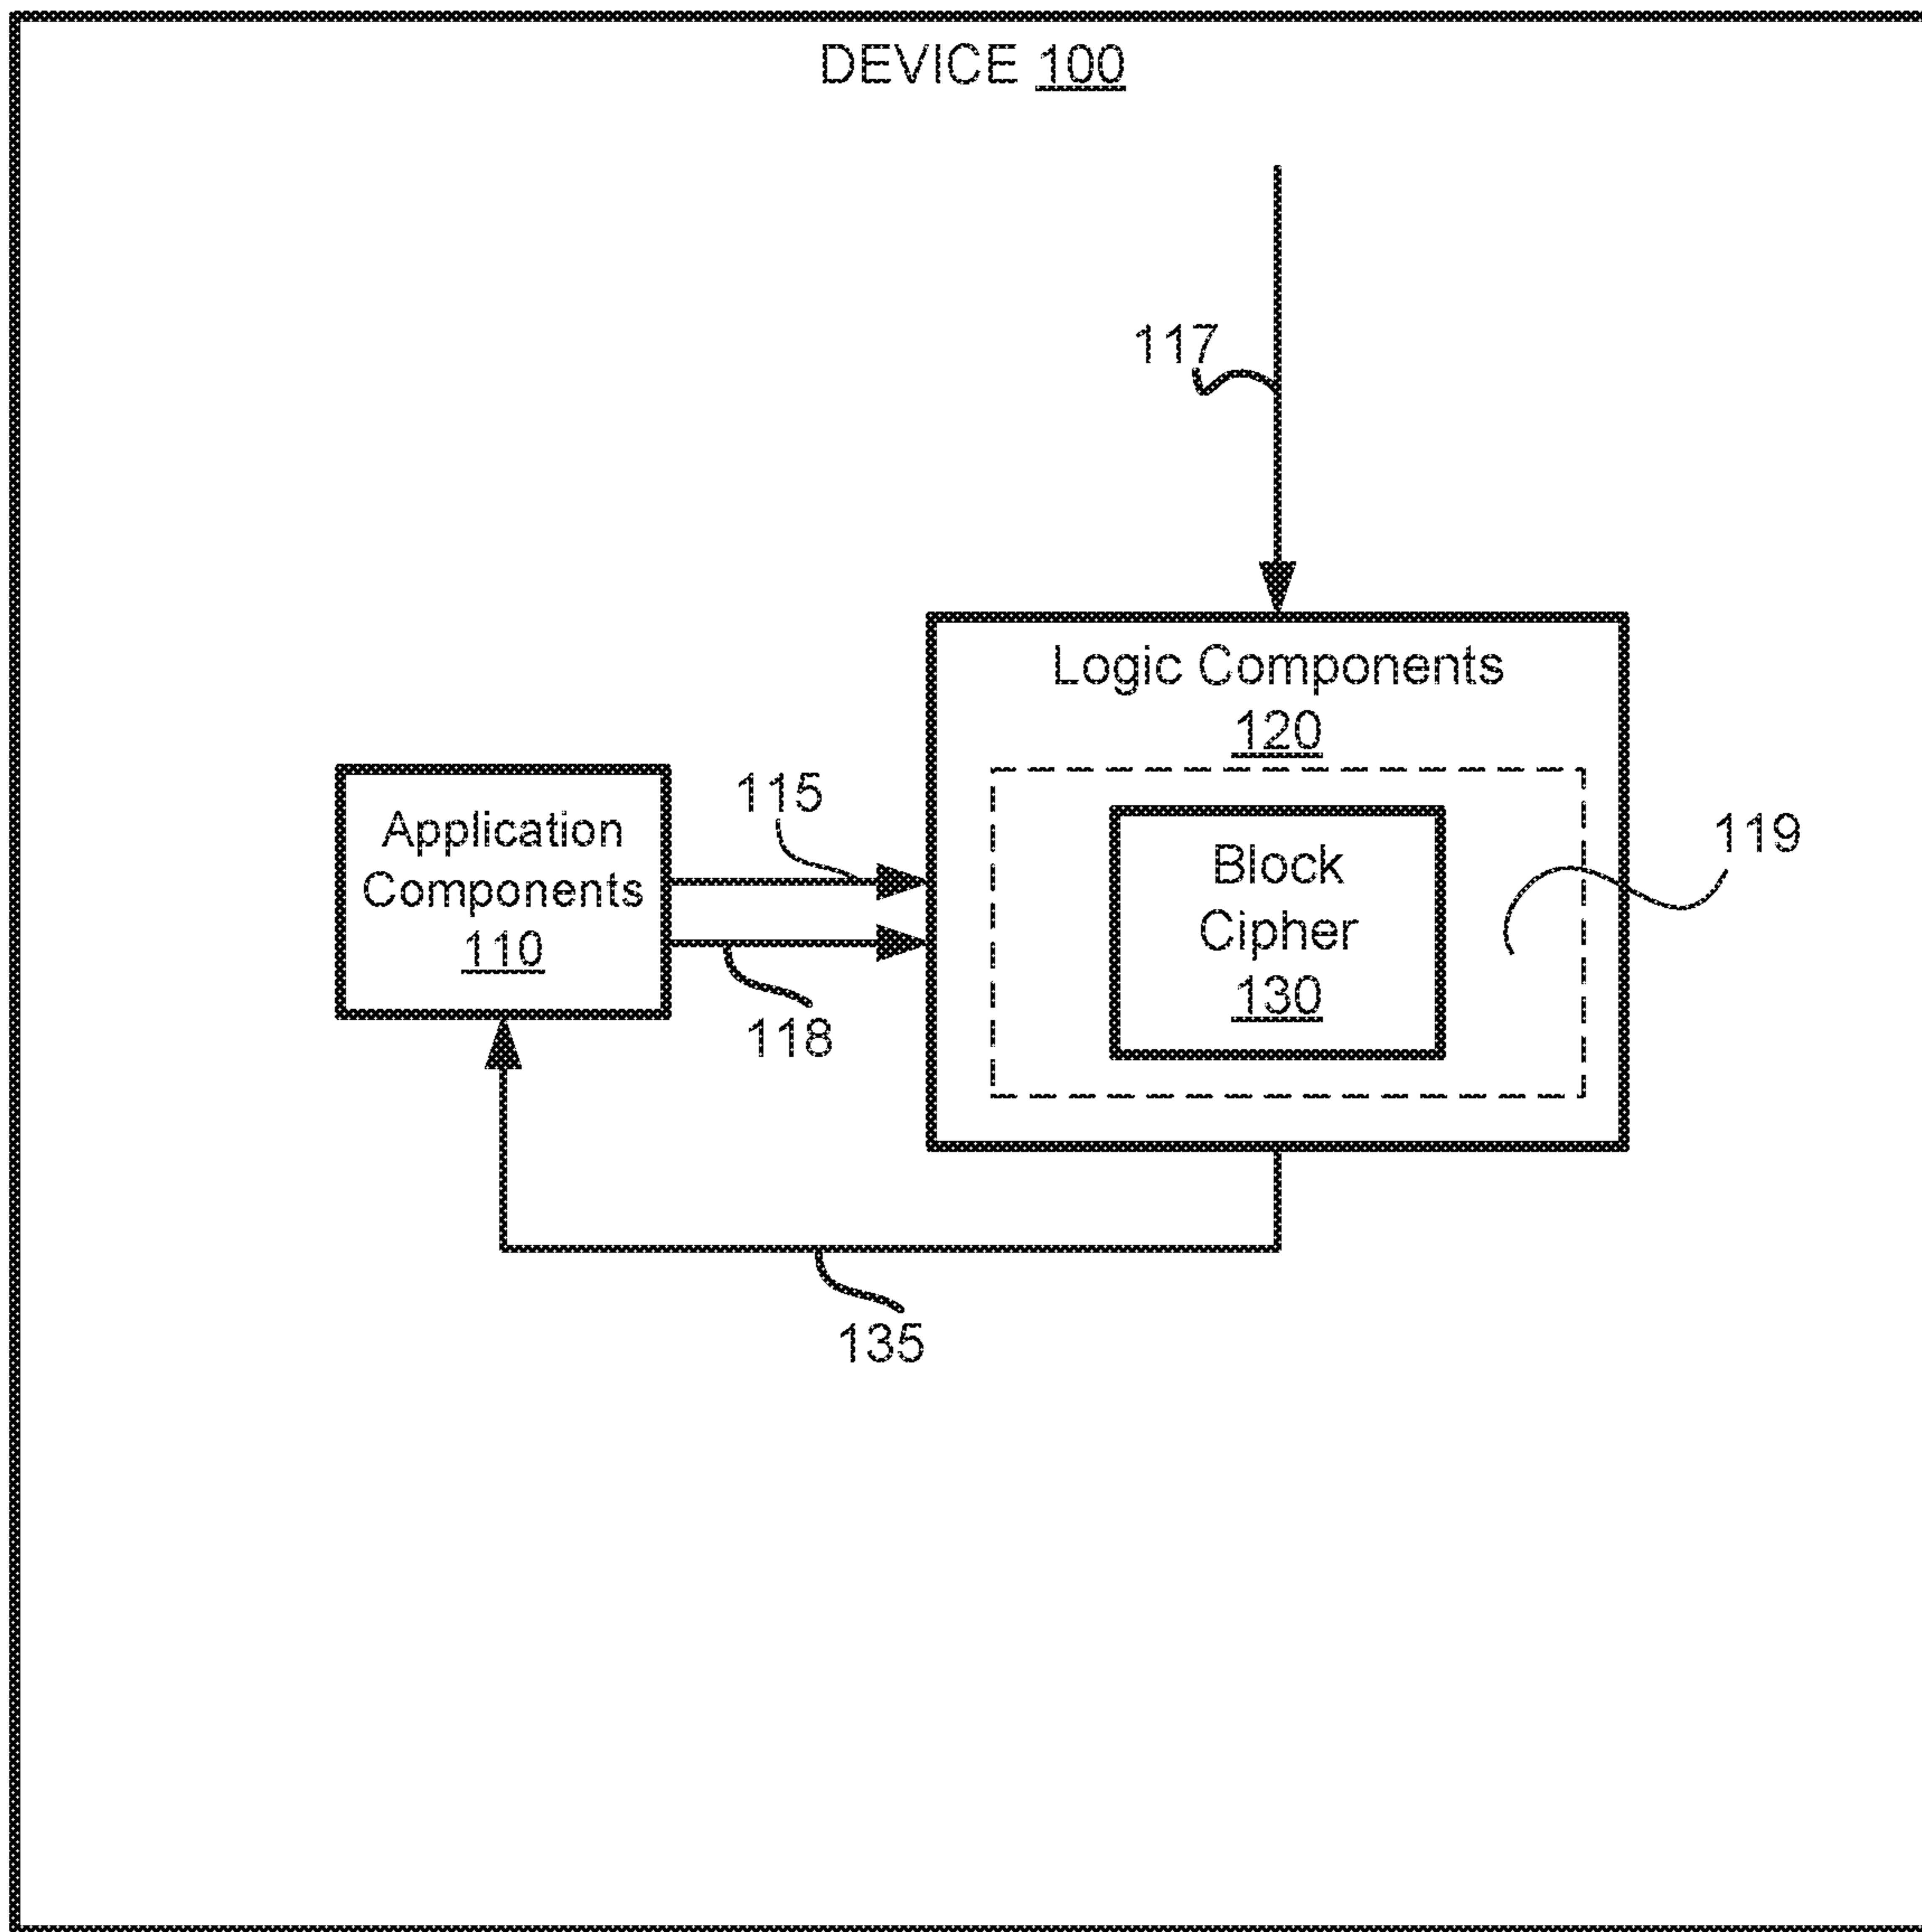 DEVICE 100
117
Logic Components
120
115
Application
Components
110
Block
Cipher
130
119
118
135